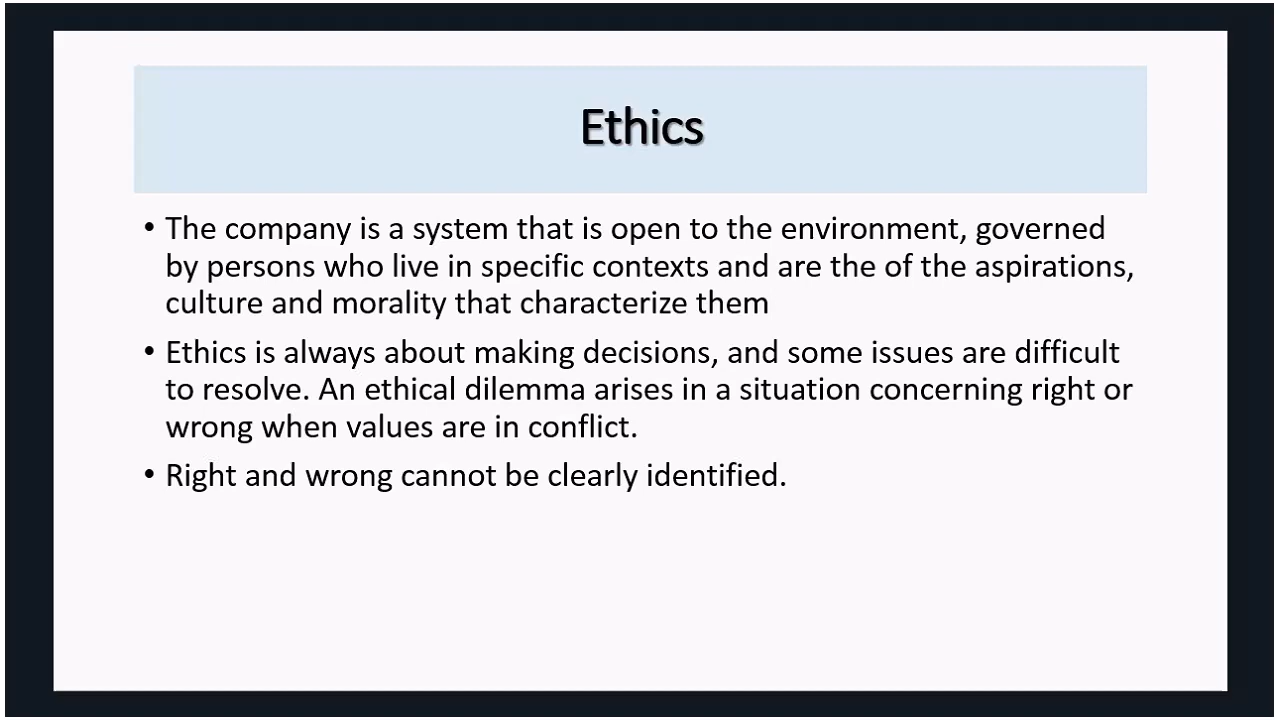 Ethics
• The company is a system that is open to the environment, governed
by persons who live in specific contexts and are the of the aspirations,
culture and morality that characterize them
• Ethics is always about making decisions, and some issues are difficult
to resolve. An ethical dilemma arises in a situation concerning right or
wrong when values are in conflict.
• Right and wrong cannot be clearly identified.